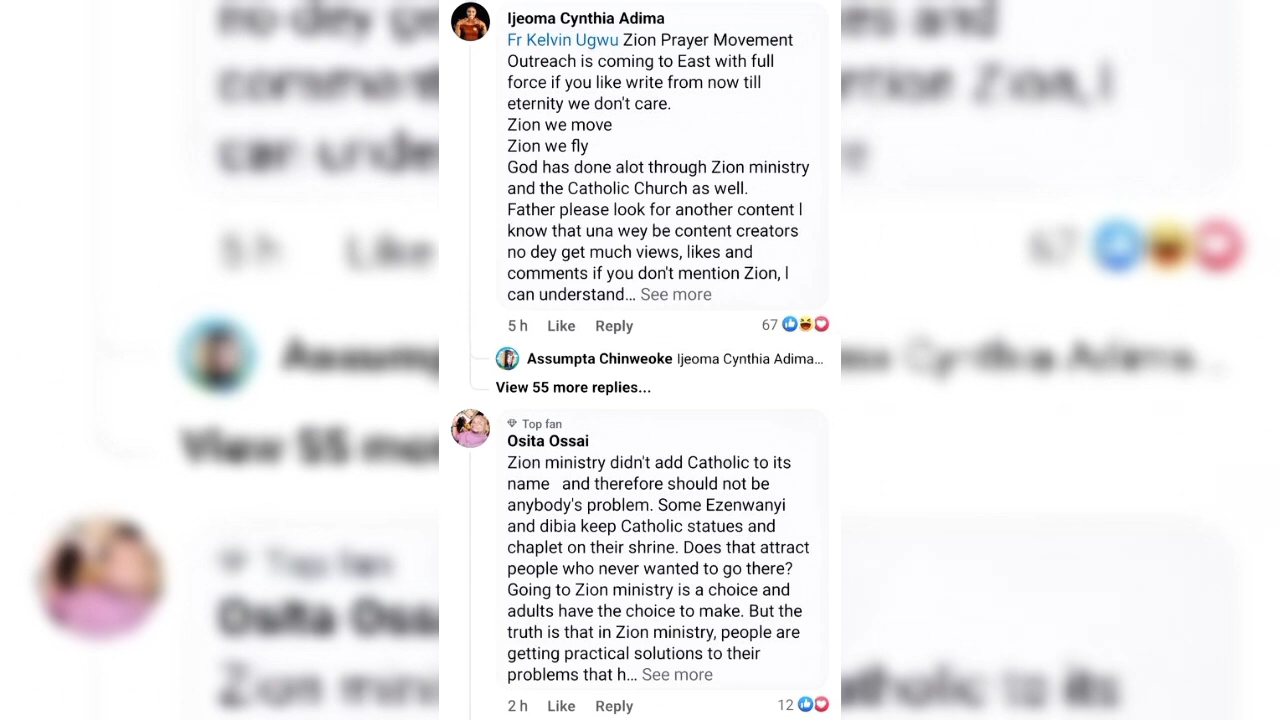 Ijeoma Cynthia Adima
Fr Kelvin Ugwu Zion Prayer Movement
Outreach is coming to East with full
force if you like write from now till
eternity we don't care.
Zion we move
Zion we fly
God has done alot through Zion ministry
and the Catholic Church as well.
Father please look for another content I
know that una wey be content creators
no dey get much views, likes and
comments if you don't mention Zion, I
can understand... See more
5 h Like Reply 67
Assumpta Chinweoke Ijeoma Cynthia Adima...
View 55 more replies...
Top fan
Osita Ossai
Zion ministry didn't add Catholic to its
name and therefore should not be
anybody's problem. Some Ezenwanyi
and dibia keep Catholic statues and
chaplet on their shrine. Does that attract
people who never wanted to go there?
Going to Zion ministry is a choice and
adults have the choice to make. But the
truth is that in Zion ministry, people are
getting practical solutions to their
problems that h... See more
2 h Like Reply 12